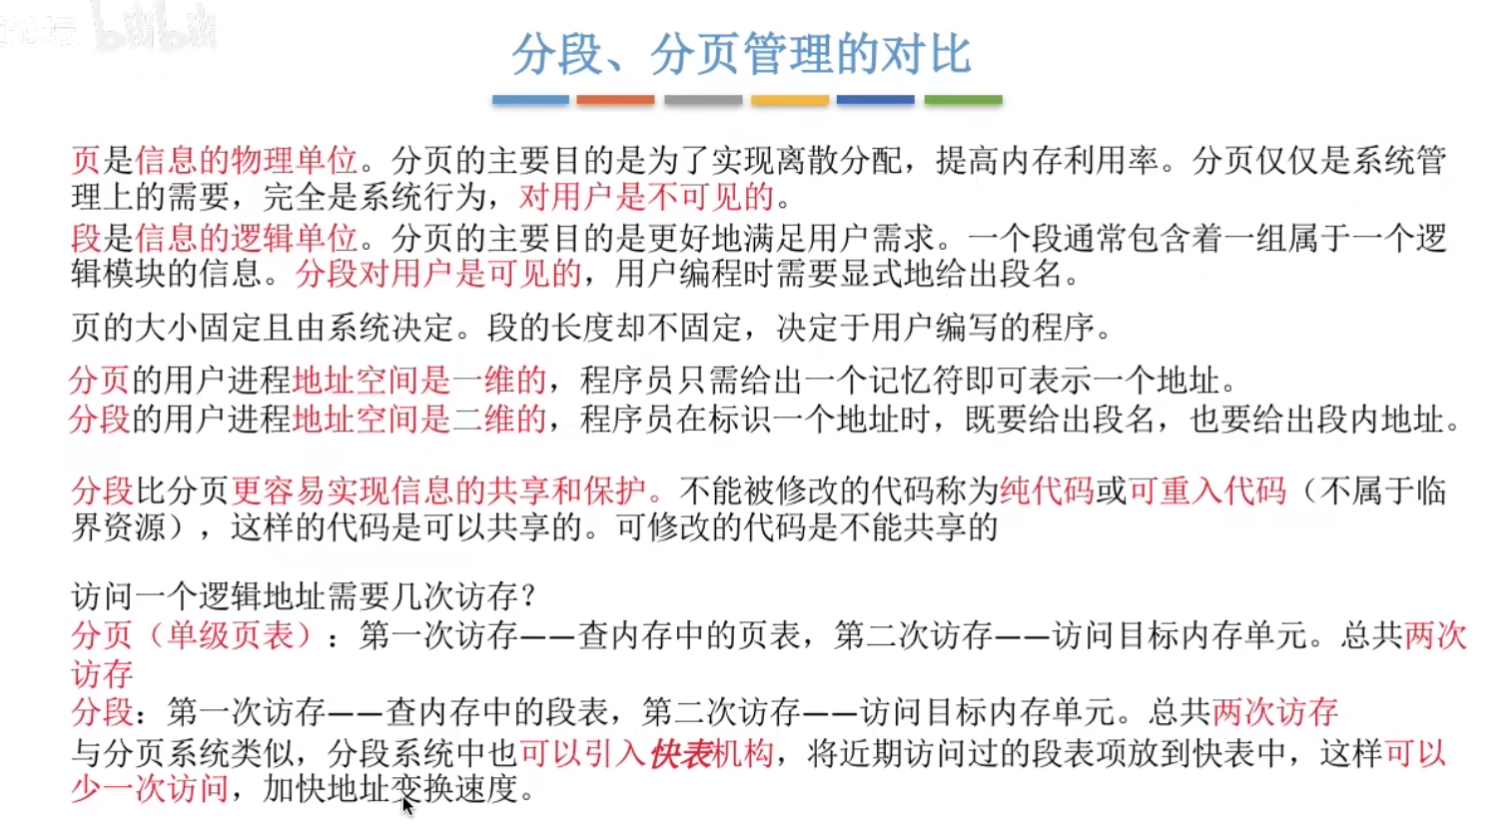 bilibili
分段、分页管理的对比
页是信息的物理单位。分页的主要目的是为了实现离散分配，提高内存利用率。分页仅仅是系统管
理上的需要，完全是系统行为，对用户是不可见的。
段是信息的逻辑单位。分页的主要目的是更好地满足用户需求。一个段通常包含着一组属于一个逻
辑模块的信息。分段对用户是可见的，用户编程时需要显式地给出段名。
页的大小固定且由系统决定。段的长度却不固定，决定于用户编写的程序。
分页的用户进程地址空间是一维的，程序员只需给出一个记忆符即可表示一个地址。
分段的用户进程地址空间是二维的，程序员在标识一个地址时，既要给出段名，也要给出段内地址。
分段比分页更容易实现信息的共享和保护。不能被修改的代码称为纯代码或可重入代码（不属于临
界资源），这样的代码是可以共享的。可修改的代码是不能共享的
访问一个逻辑地址需要几次访存？
分页（单级页表）：第一次访存——查内存中的页表，第二次访存——访问目标内存单元。总共两次
访存
分段：第一次访存——查内存中的段表，第二次访存——访问目标内存单元。总共两次访存
与分页系统类似，分段系统中也可以引入快表机构，将近期访问过的段表项放到快表中，这样可以
少一次访问，加快地址变换速度。